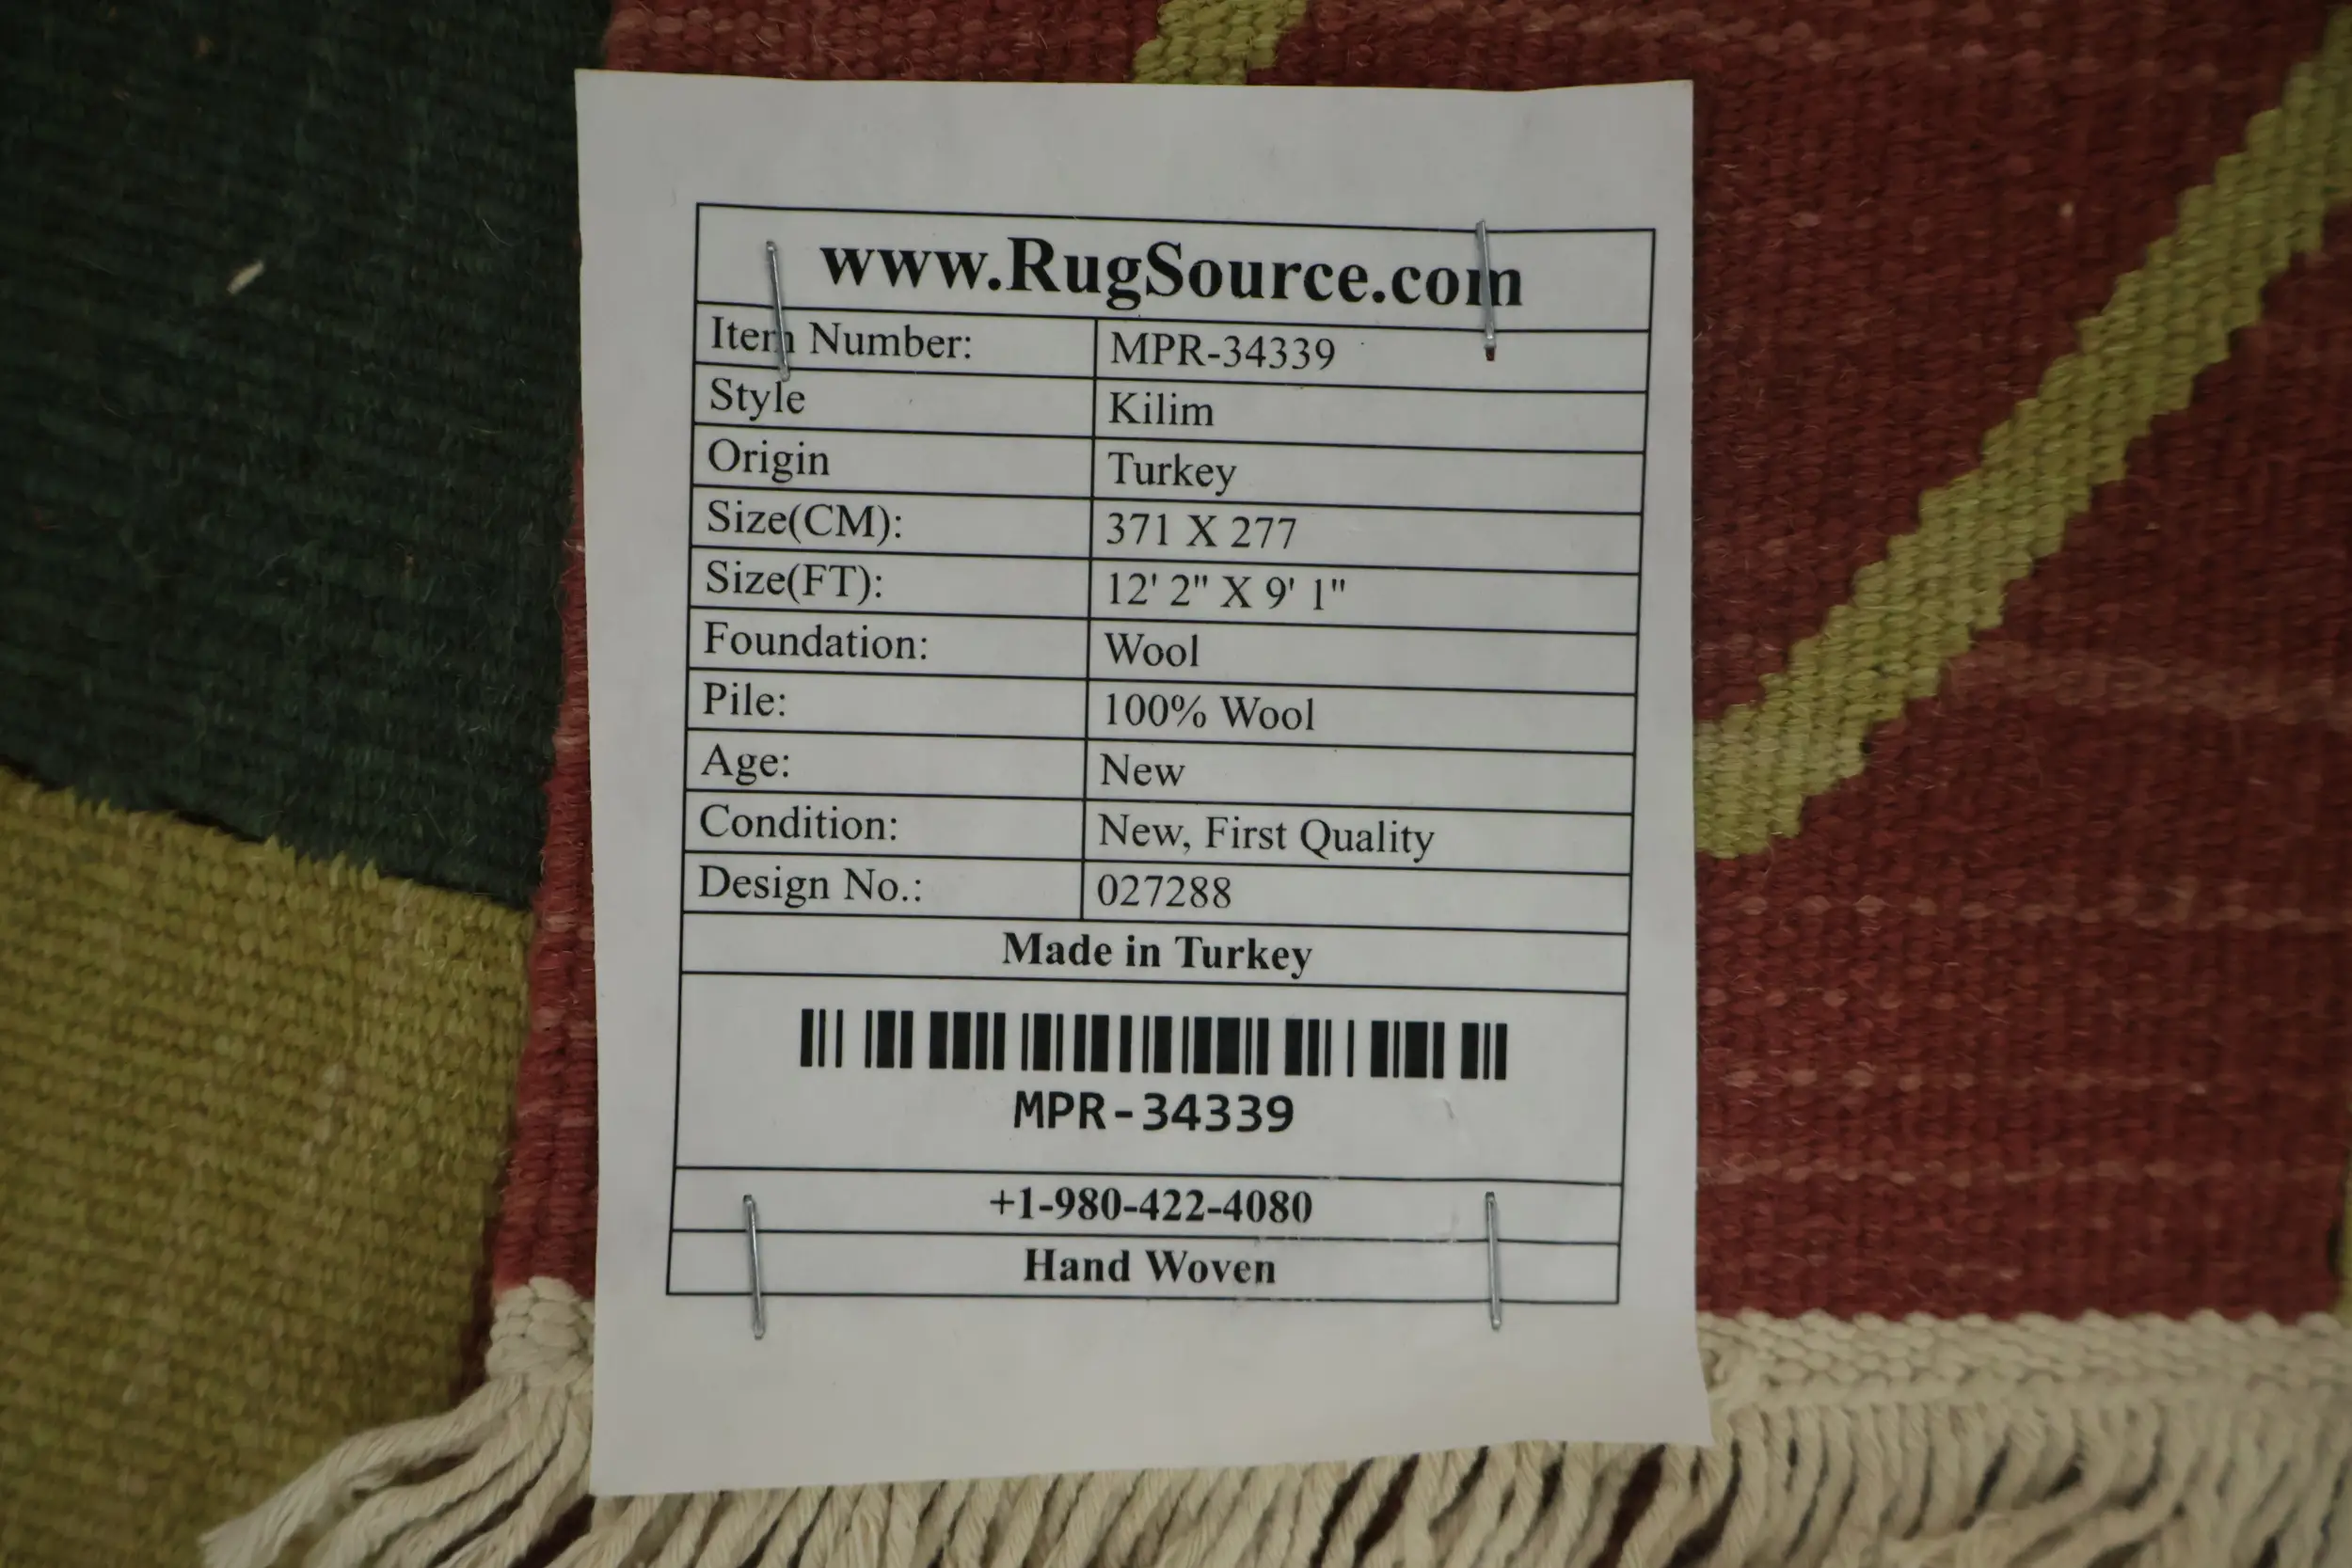 www.RugSource.com
Item Number: MPR-34339
Style Kilim
Origin Turkey
Size(CM): 371 X 277
Size(FT): 12' 2" X 9' 1"
Foundation: Wool
Pile: 100% Wool
Age: New
Condition: New, First Quality
Design No.: 027288
Made in Turkey
MPR-34339
+1-980-422-4080
Hand Woven